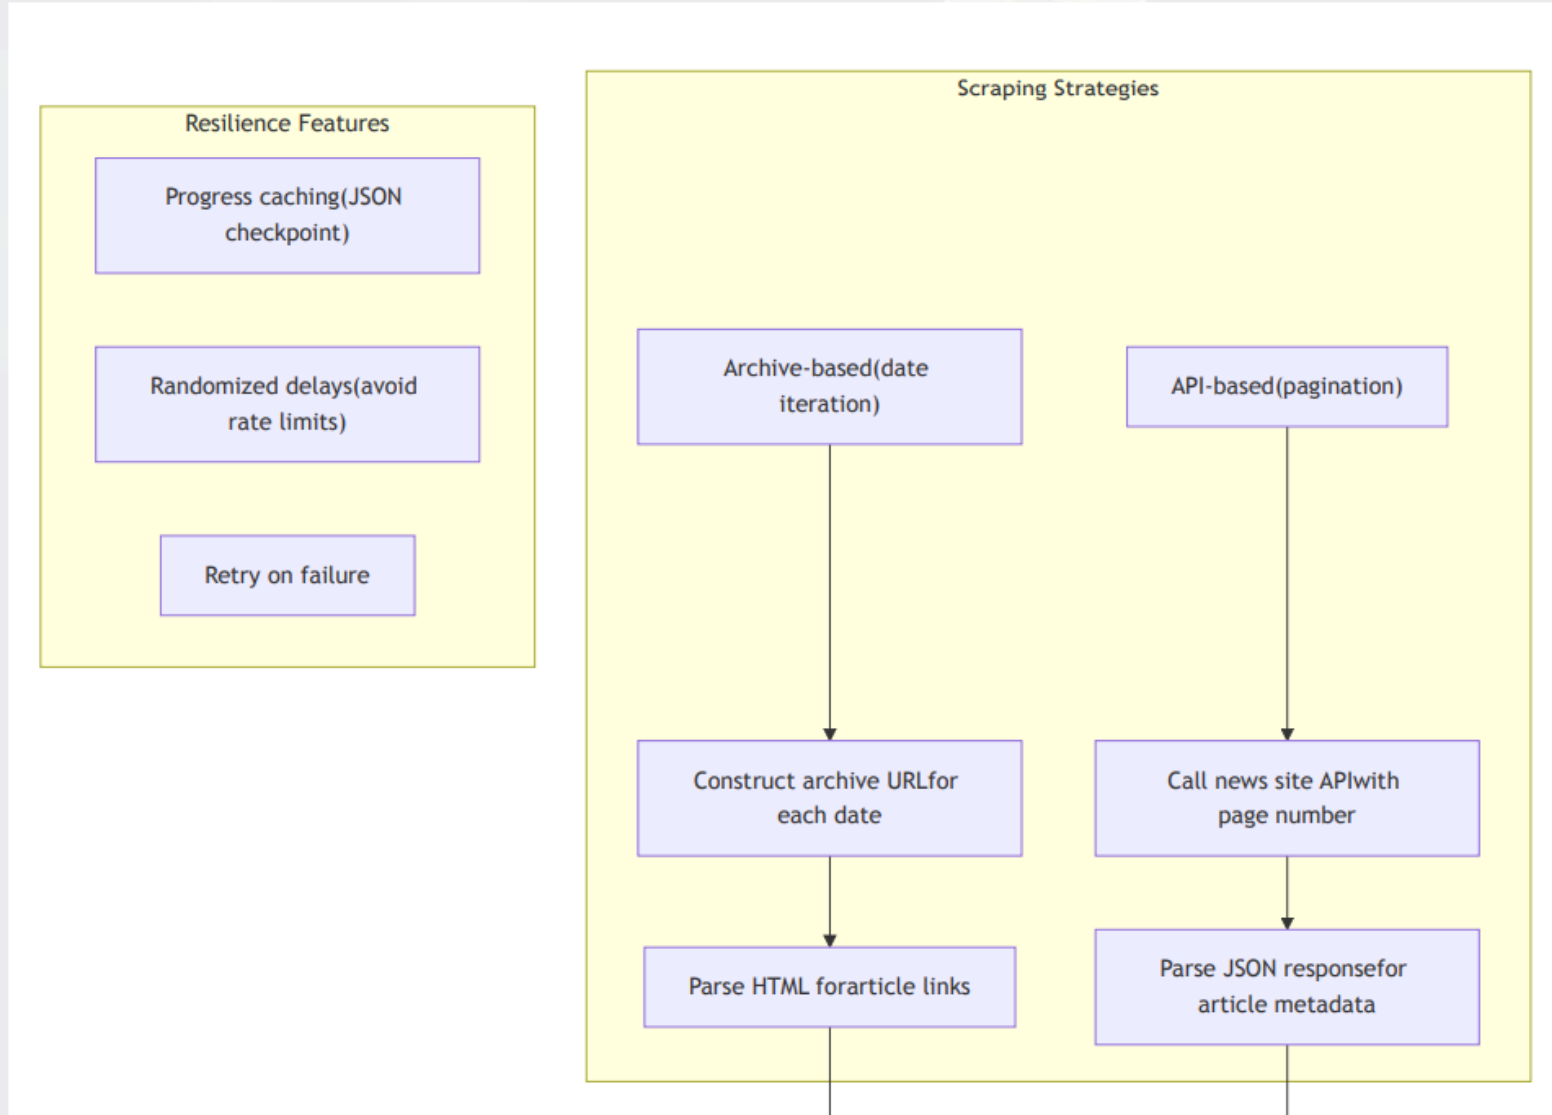 Resilience Features
Progress caching(JSON
checkpoint)
Randomized delays(avoid
rate limits)
Retry on failure
Scraping Strategies
Archive-based(date
iteration)
API-based(pagination)
Construct archive URLfor
each date
Call news site APIwith
page number
Parse HTML forarticle links
Parse JSON responsefor
article metadata